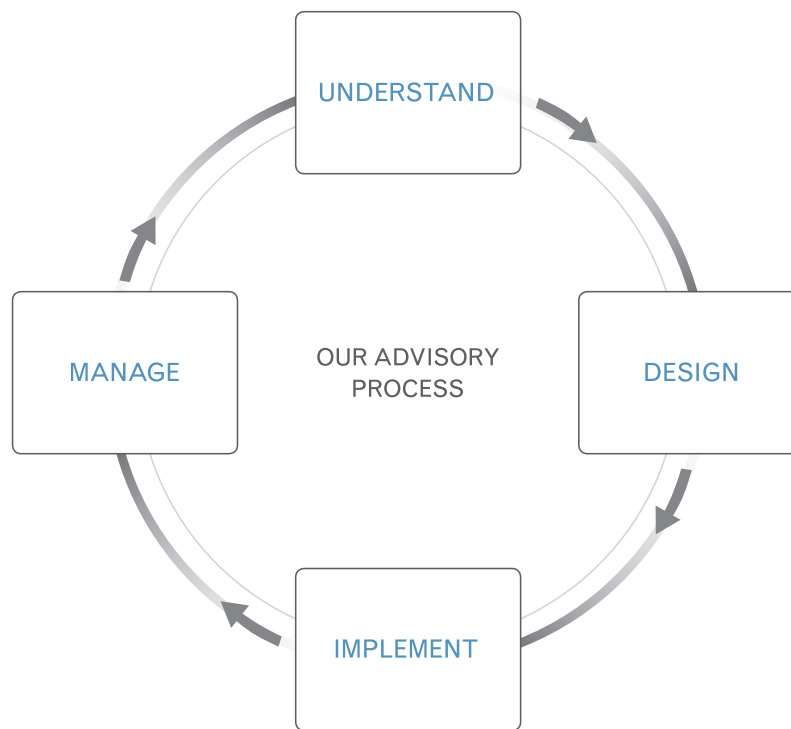 UNDERSTAND
MANAGE
OUR ADVISORY
PROCESS
DESIGN
IMPLEMENT